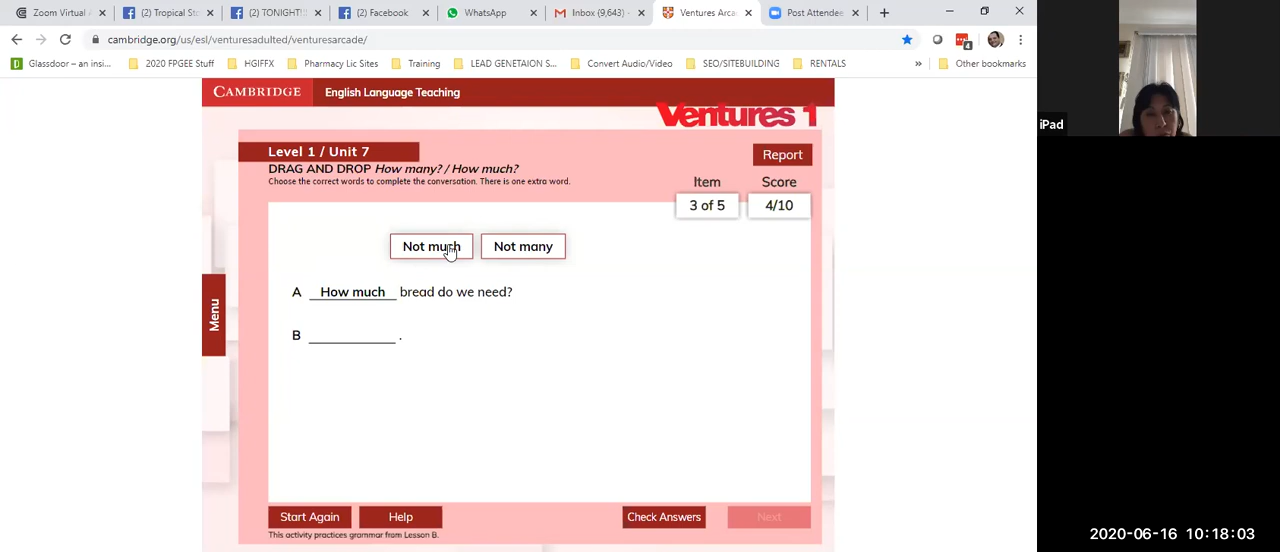 Zoom Virtual A
(2) Tropical Sto
(2) TONIGHT!!
(2) Facebook
WhatsApp
Inbox (9,643) -
Ventures Arca
Post Attendee
cambridge.org/us/esl/venturesadulted/venturesarcade/
4
Glassdoor – an insi...
2020 FPGEE Stuff
HGIFFX
Pharmacy Lic Sites
Training
LEAD GENETAION S...
Convert Audio/Video
SEO/SITEBUILDING
RENTALS
»
Other bookmarks
CAMBRIDGE
English Language Teaching
Ventures 1
Level 1 / Unit 7
Report
DRAG AND DROP How many? / How much?
Choose the correct words to complete the conversation. There is one extra word.
Item
Score
3 of 5
4/10
Not much
Not many
A How much bread do we need?
B ____________ .
Menu
Start Again
Help
Check Answers
Next
This activity practices grammar from Lesson B.
iPad
2020-06-16 10:18:03